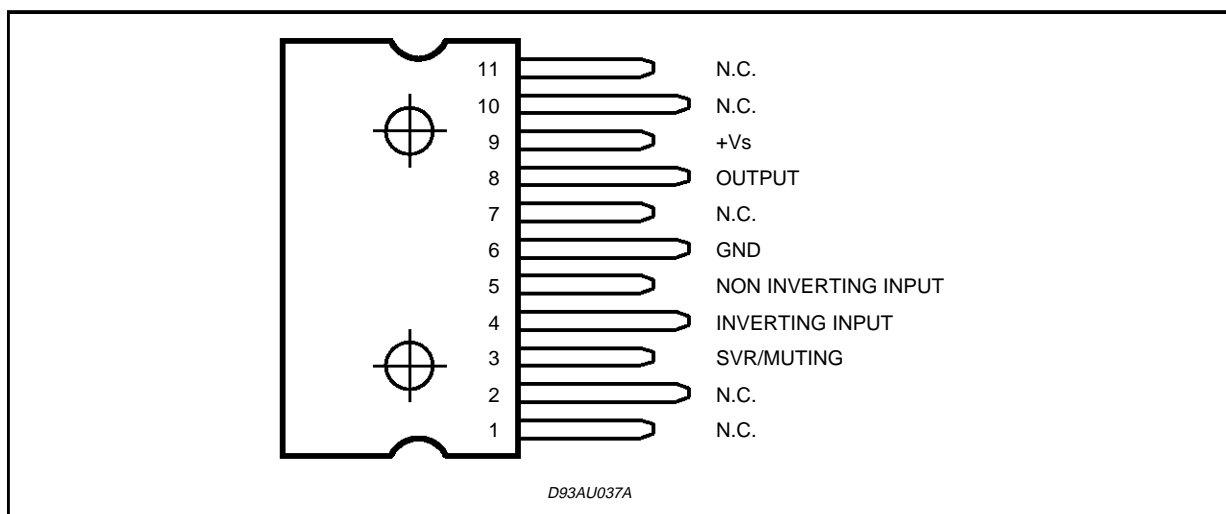 11 N.C.
10 N.C.
9 +Vs
8 OUTPUT
7 N.C.
6 GND
5 NON INVERTING INPUT
4 INVERTING INPUT
3 SVR/MUTING
2 N.C.
1 N.C.
D93AU037A